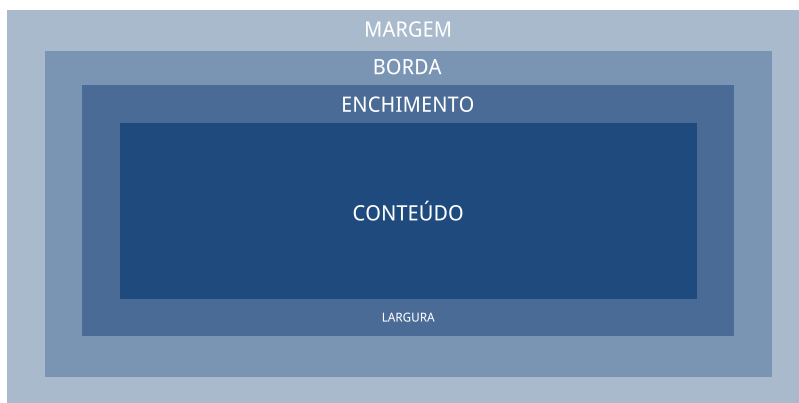 MARGEM
BORDA
ENCHIMENTO
CONTEÚDO
LARGURA